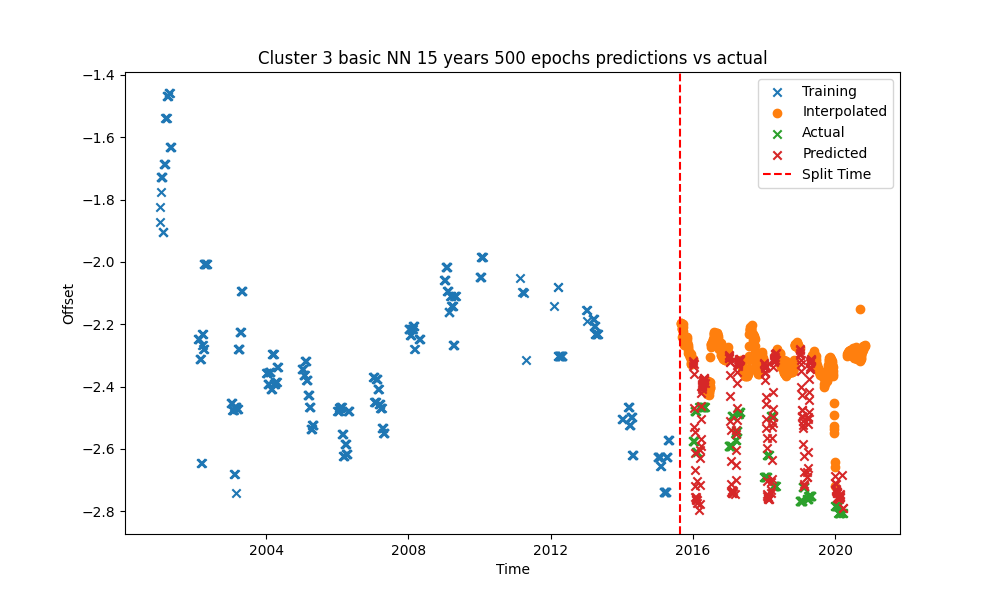 Cluster 3 basic NN 15 years 500 epochs predictions vs actual
−1.4
−1.6
−1.8
−2.0
−2.2
−2.4
−2.6
−2.8
Offset
Training
Interpolated
Actual
Predicted
Split Time
2004
2008
2012
2016
2020
Time